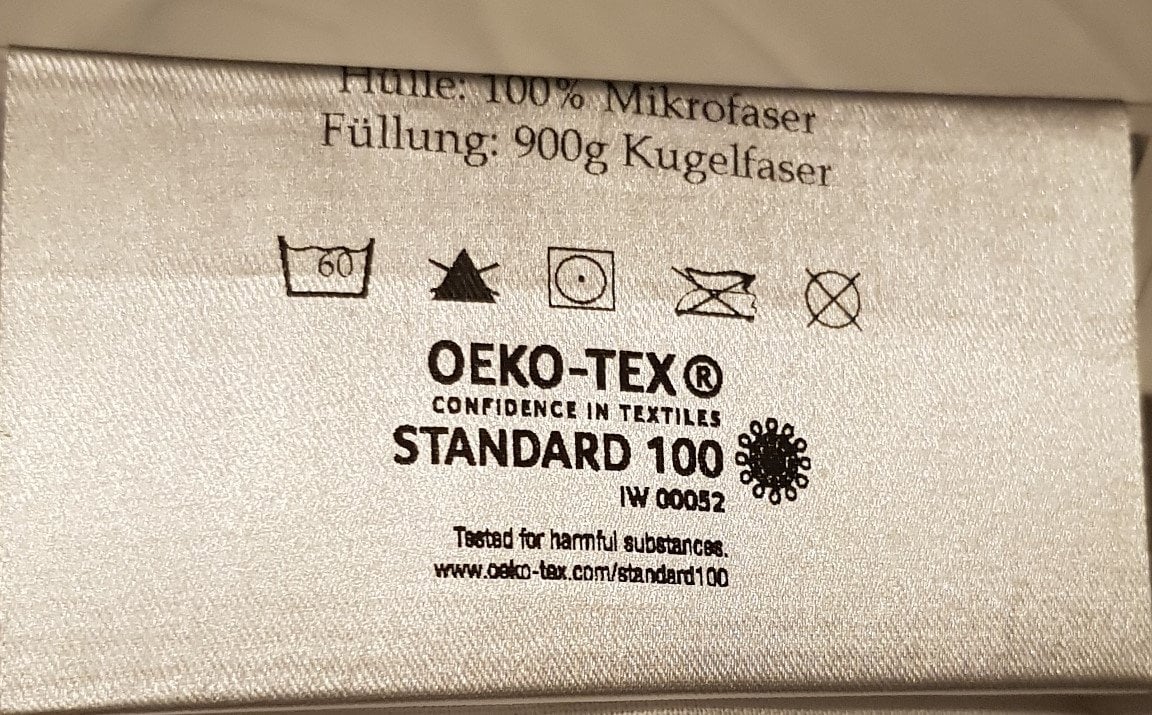 Hülle: 100% Mikrofaser
Füllung: 900g Kugelfaser
60
OEKO-TEX®
CONFIDENCE IN TEXTILES
STANDARD 100
IW 00052
Tested for harmful substances.
www.oeko-tex.com/standard100